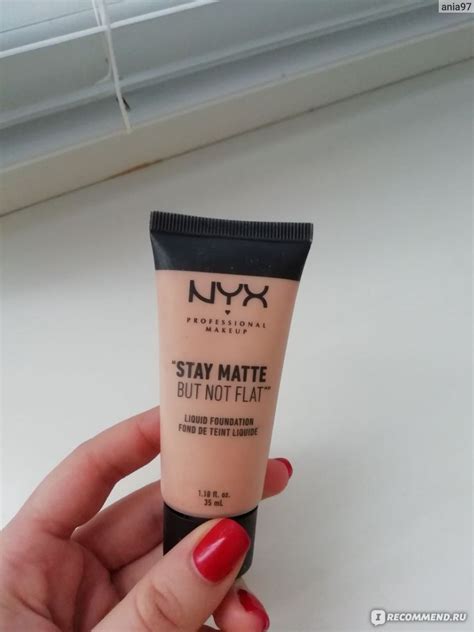 ania97
NYX
PROFESSIONAL
MAKEUP
"STAY MATTE
BUT NOT FLAT™"
LIQUID FOUNDATION
FOND DE TEINT LIQUIDE
1.18 fl. oz.
35 mL
I RECOMMEND.RU